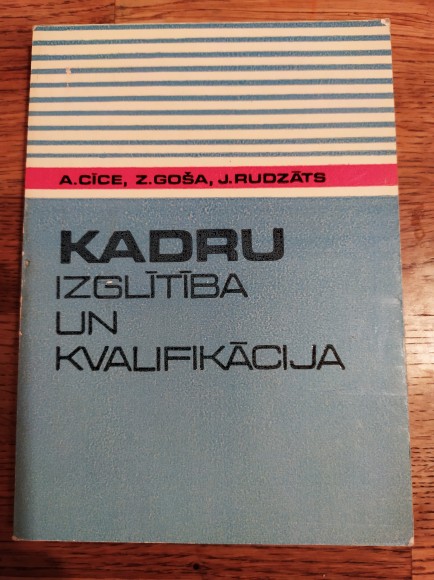 A.CĪCE, Z.GOŠA, J.RUDZĀTS
KADRU
IZGLĪTĪBA
UN
KVALIFIKĀCIJA